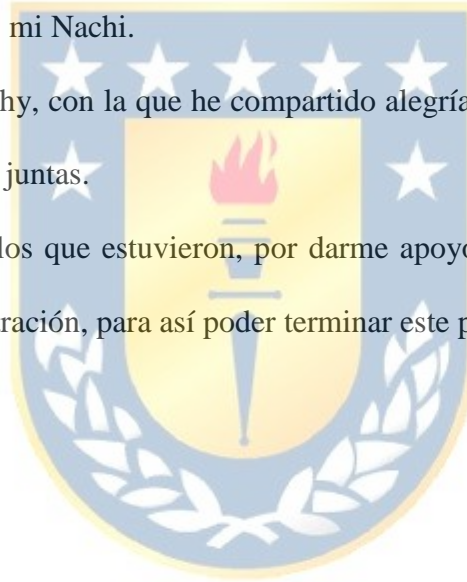 mi Nachi.
hy, con la que he compartido alegría
juntas.
los que estuvieron, por darme apoyo
ración, para así poder terminar este p